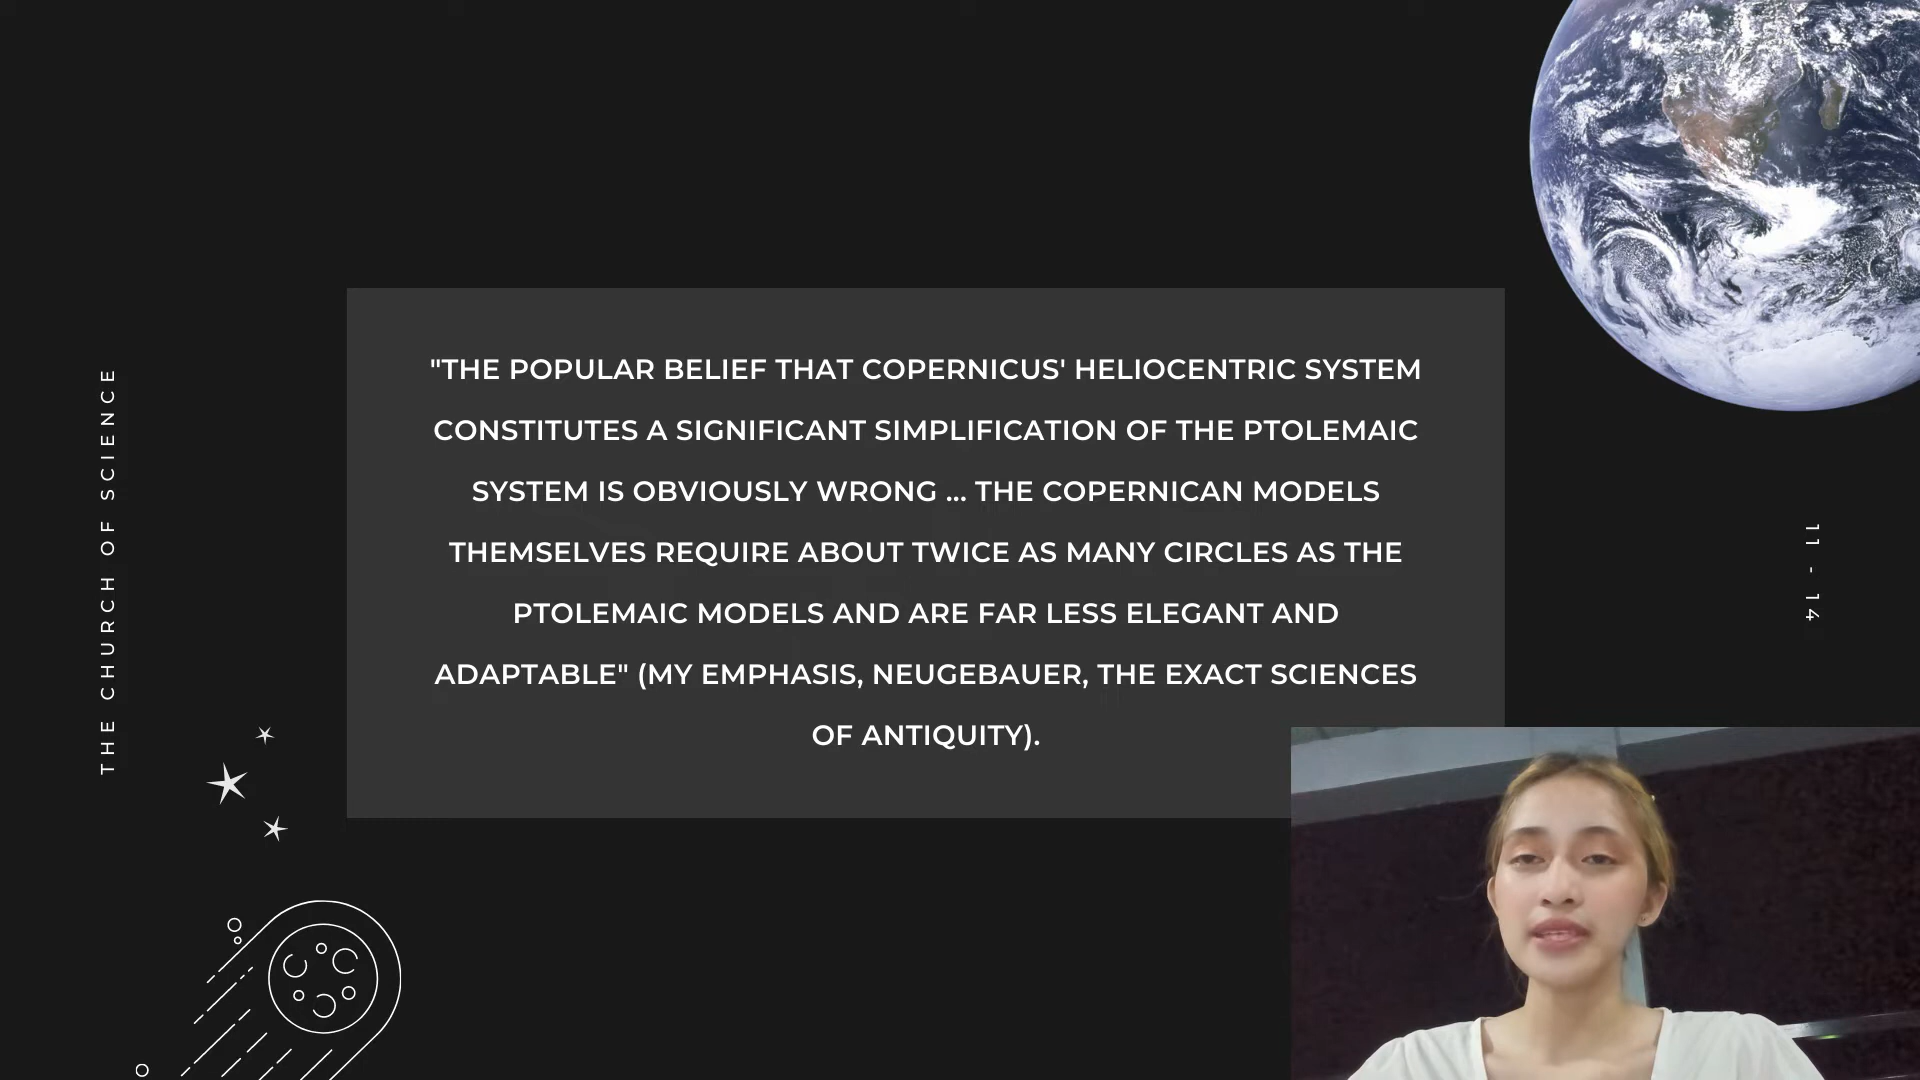 THE CHURCH OF SCIENCE
"THE POPULAR BELIEF THAT COPERNICUS' HELIOCENTRIC SYSTEM
CONSTITUTES A SIGNIFICANT SIMPLIFICATION OF THE PTOLEMAIC
SYSTEM IS OBVIOUSLY WRONG ... THE COPERNICAN MODELS
THEMSELVES REQUIRE ABOUT TWICE AS MANY CIRCLES AS THE
PTOLEMAIC MODELS AND ARE FAR LESS ELEGANT AND
ADAPTABLE" (MY EMPHASIS, NEUGEBAUER, THE EXACT SCIENCES
OF ANTIQUITY).
11 - 14